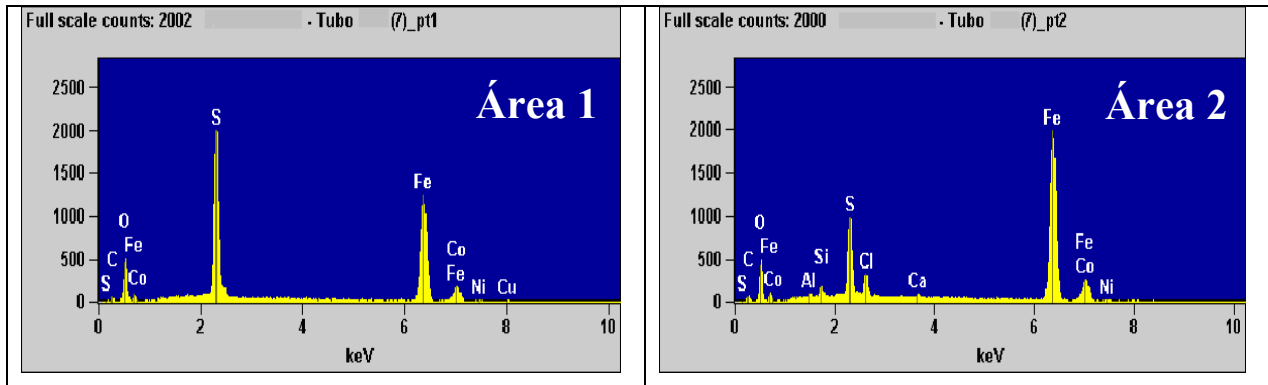 Full scale counts: 2002 - Tubo (7)_pt1
Área 1
2500
2000
1500
1000
500
0
S
Fe
O
C Fe
S Co
Co
Fe
Ni Cu
0 2 4 6 8 10
keV
Full scale counts: 2000 - Tubo (7)_pt2
Área 2
2500
2000
1500
1000
500
0
Fe
S
O
C Fe
S Co
Si
Al
Cl
Ca
Fe
Co
Ni
0 2 4 6 8 10
keV